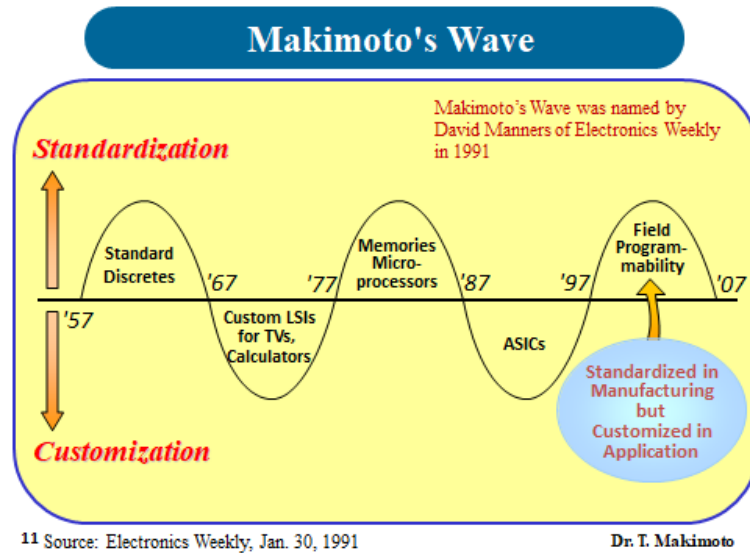 Makimoto's Wave
Makimoto's Wave was named by
David Manners of Electronics Weekly
in 1991
Standardization
Standard
Discretes
Memories
Micro-
processors
Field
Program-
mability
'57
'67
'77
'87
'97
'07
Custom LSIs
for TVs,
Calculators
ASICs
Standardized in
Manufacturing
but
Customized in
Application
Customization
11 Source: Electronics Weekly, Jan. 30, 1991
Dr. T. Makimoto